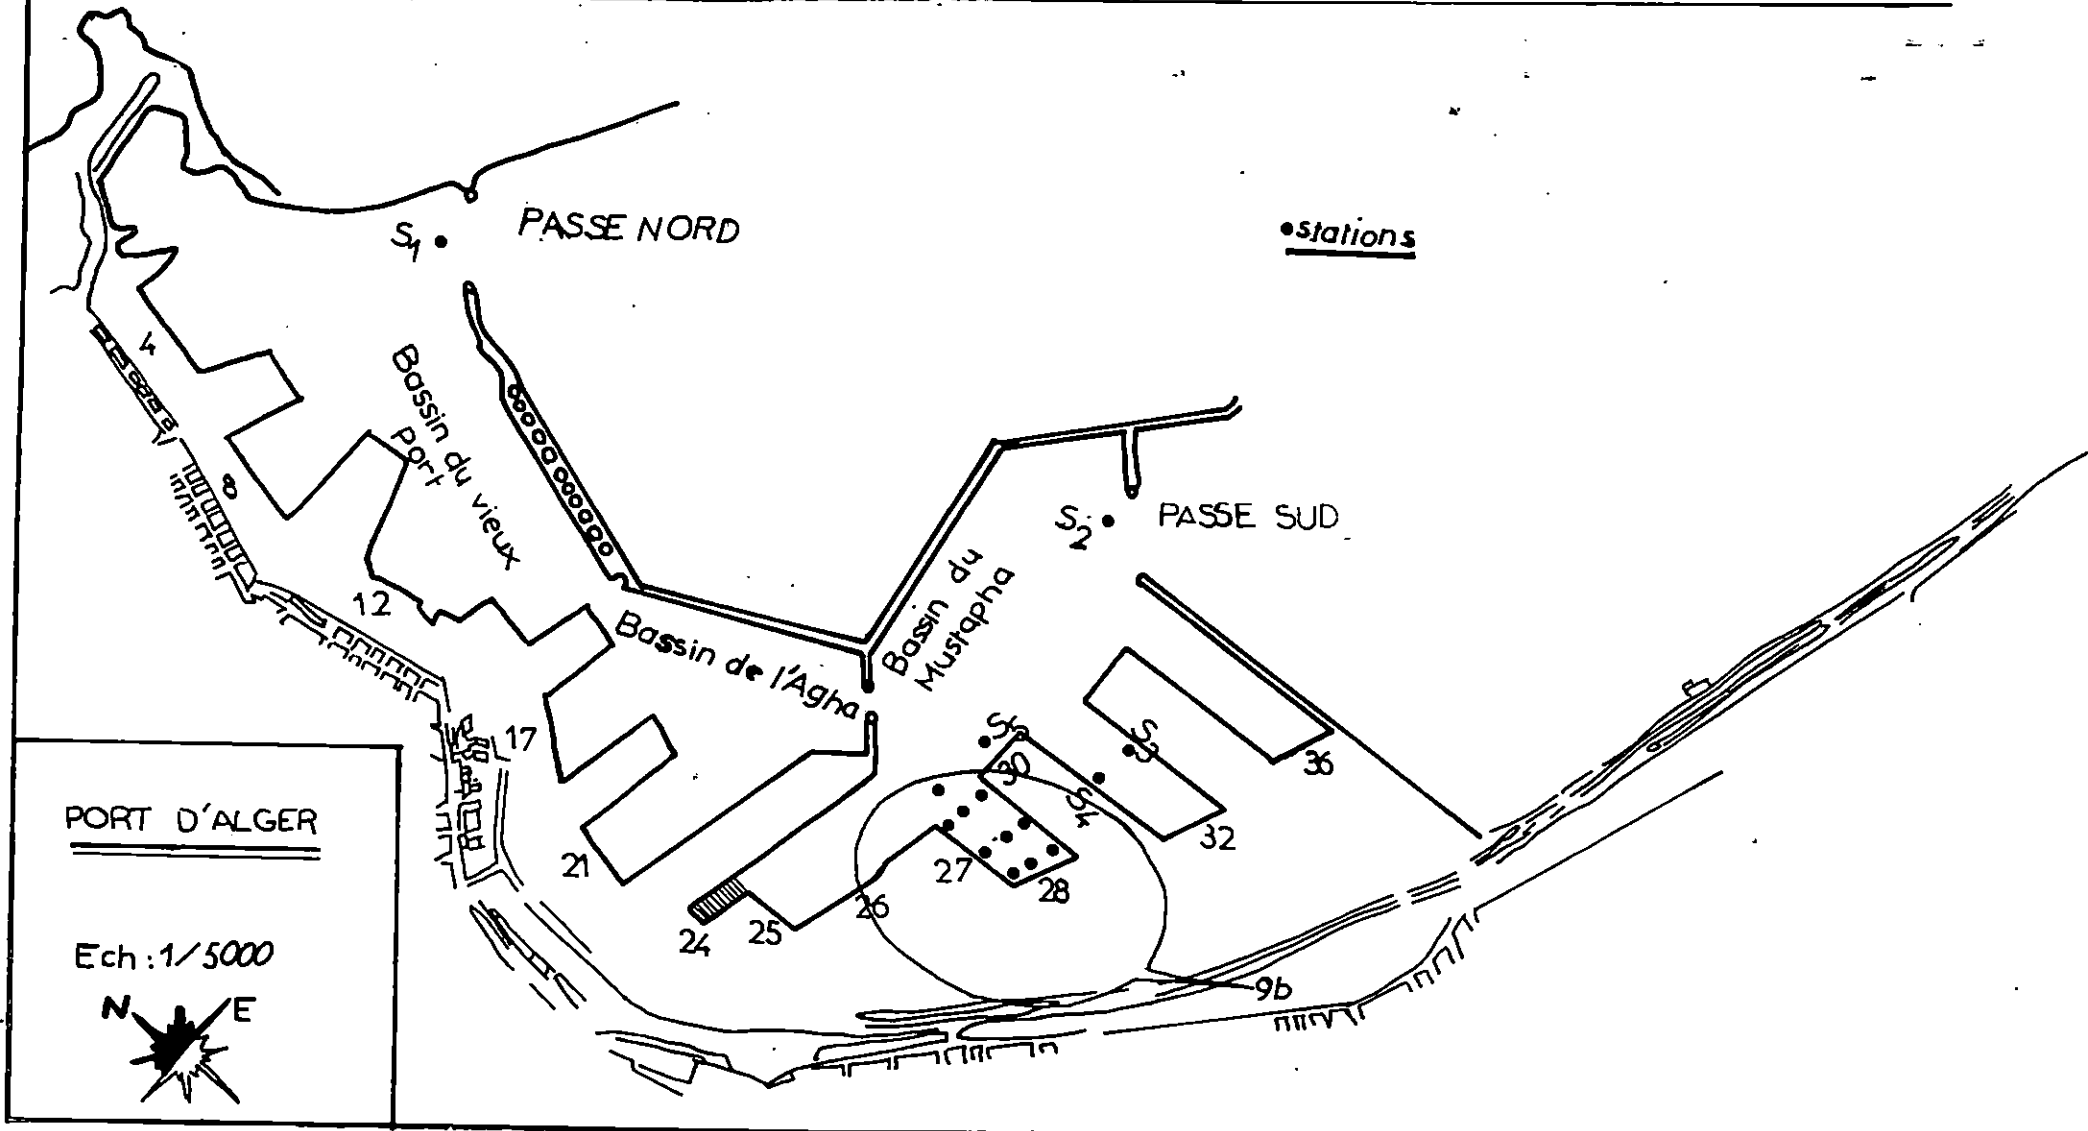 S1
PASSE NORD
stations
4
Bassin du vieux
Port
8
S2
PASSE SUD
12
Bassin de l'Agha
Bassin du
Mustapha
17
S5
30
S3
S4
36
32
PORT D'ALGER
21
27
28
26
24
25
Ech: 1/5000
9b
N
E